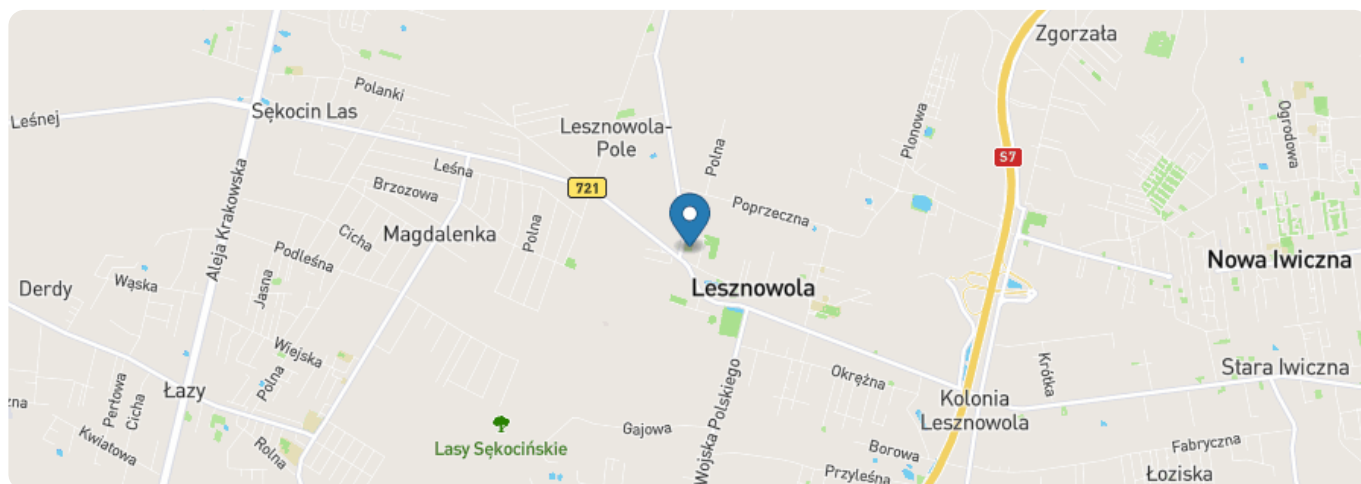 Zgorzała
Polanki
Leśnej
Sękocin Las
Ogrodowa
Lesznowola-
Pole
Plonowa
Polna
S7
Leśna
Brzozowa
721
Poprzeczna
Aleja Krakowska
Cicha
Magdalenka
Polna
Podleśna
Nowa Iwiczna
Derdy
Wąska
Jasna
Lesznowola
Wiejska
Krótka
Stara Iwiczna
Polna
Okrężna
Łazy
Wojska Polskiego
Kolonia
Lesznowola
zna
Perłowa
Cicha
Gajowa
Kwiatowa
Rolna
Lasy Sękocińskie
Borowa
Fabryczna
Przyleśna
Łoziska